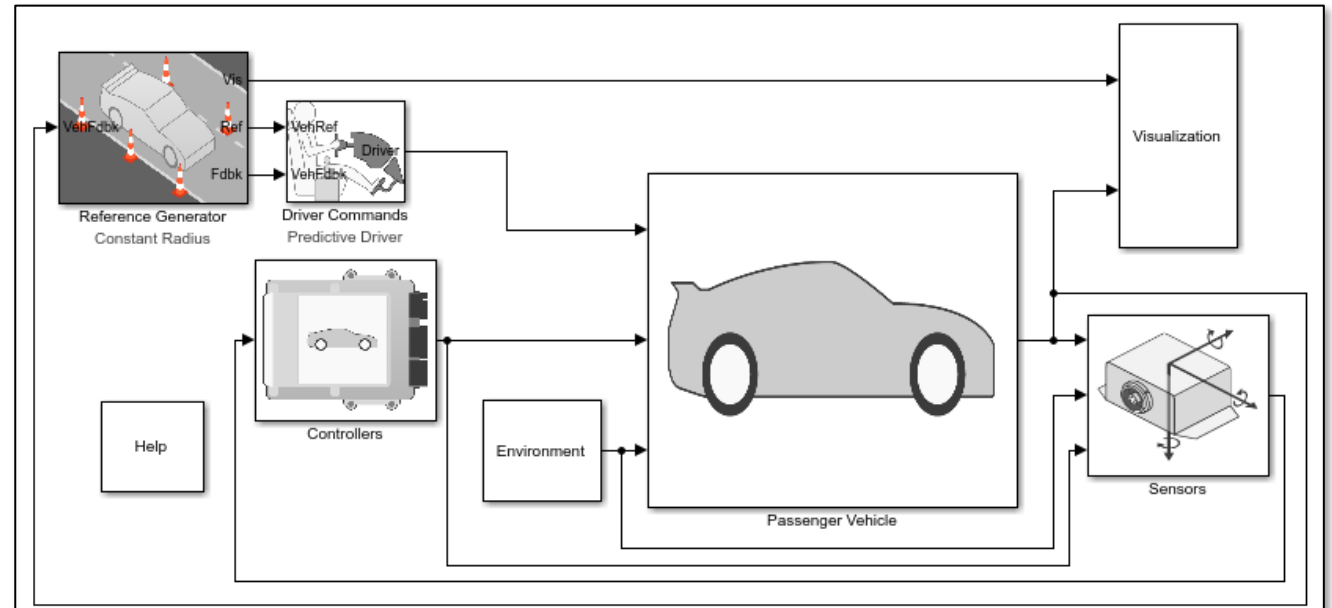 Vis
VehFdbk
Ref
Fdbk
Reference Generator
Constant Radius
VehRef
Driver
VehFdbk
Driver Commands
Predictive Driver
Visualization
Controllers
Help
Environment
Passenger Vehicle
Sensors